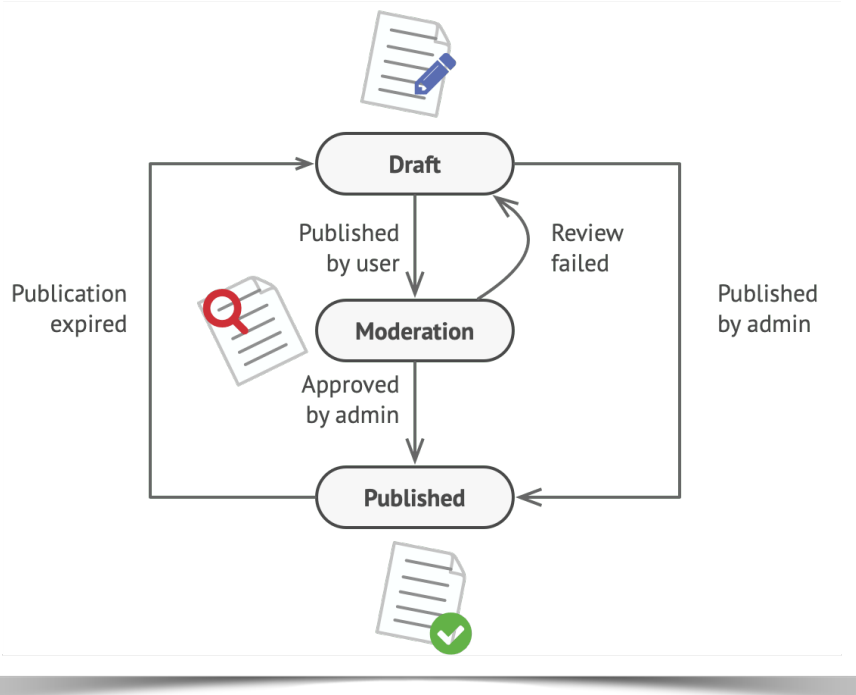 Draft
Published
by user
Review
failed
Publication
expired
Published
by admin
Moderation
Approved
by admin
Published